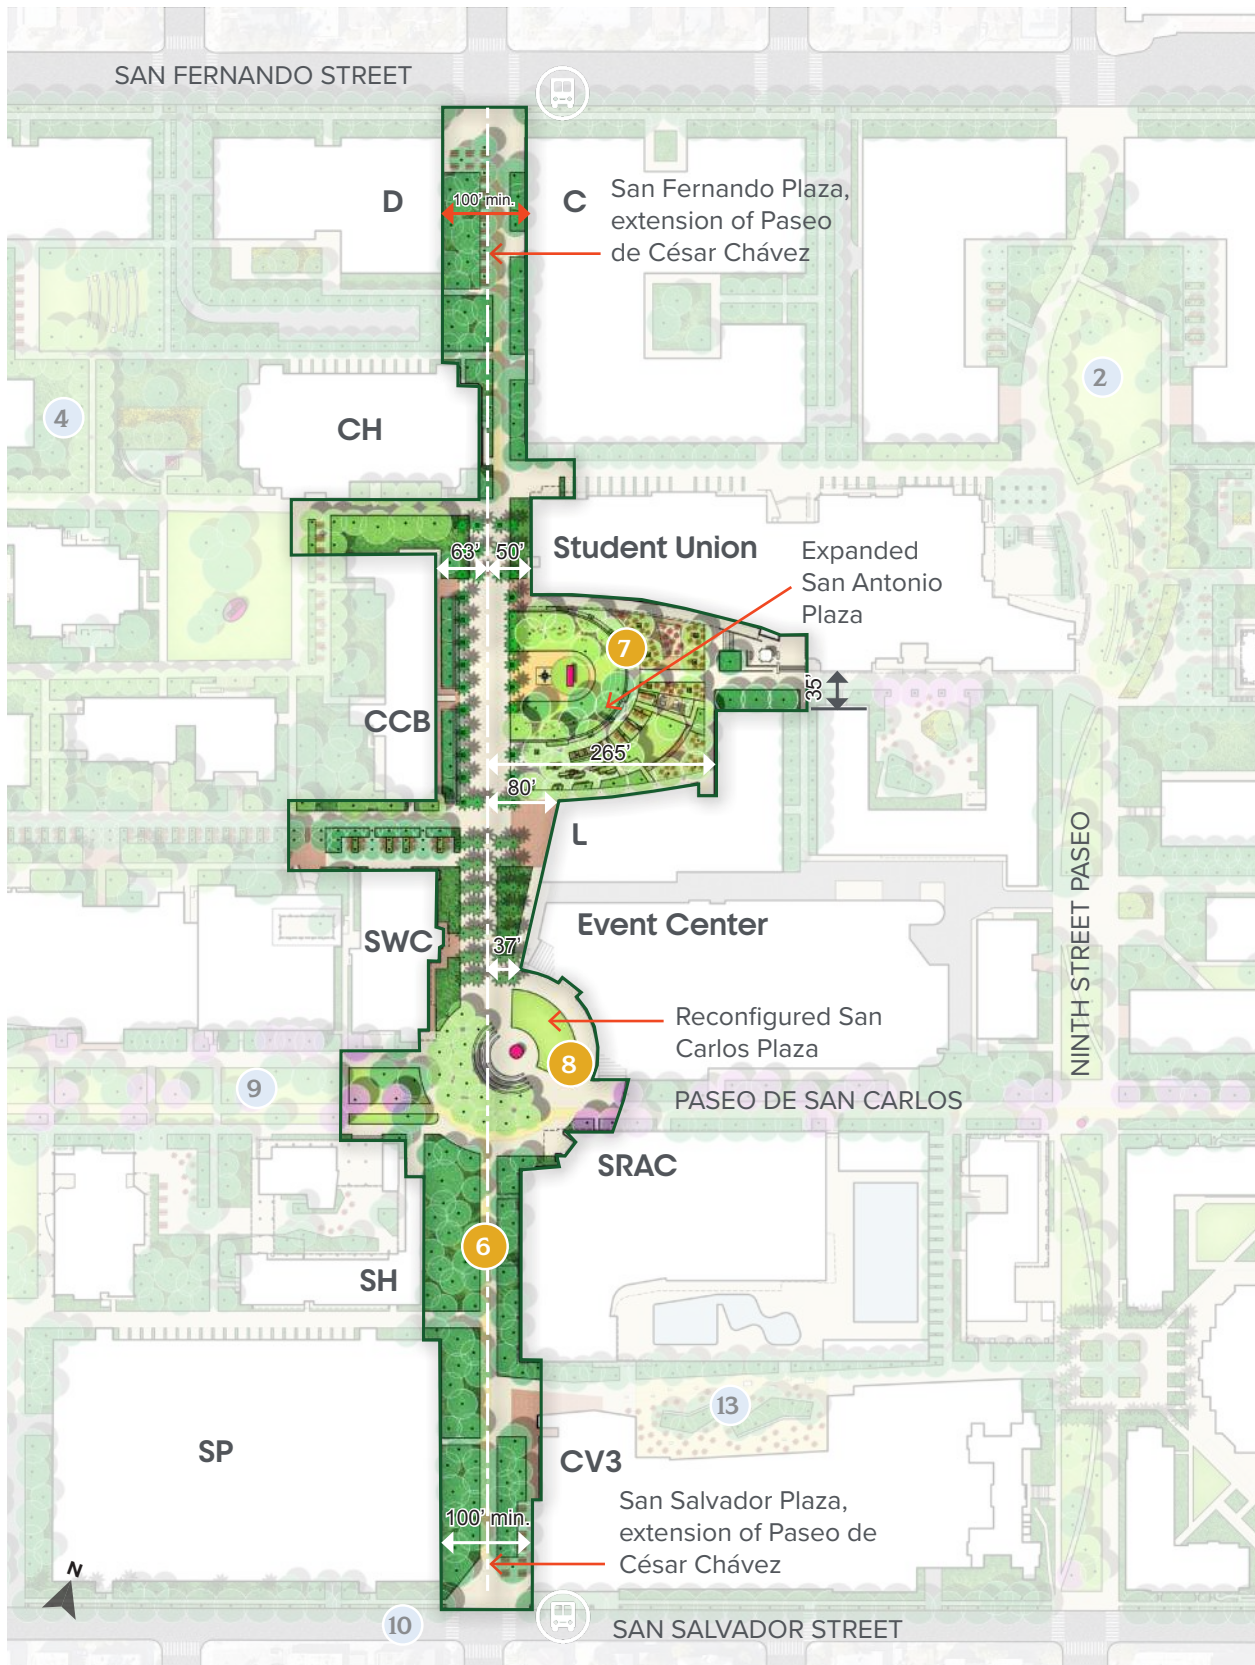 SAN FERNANDO STREET
D
100' min.
C
San Fernando Plaza,
extension of Paseo
de César Chávez
2
4
CH
63'
50'
Student Union
Expanded
San Antonio
Plaza
7
35'
CCB
265'
80'
L
SWC
37'
Event Center
NINTH STREET PASEO
Reconfigured San
Carlos Plaza
8
9
PASEO DE SAN CARLOS
SRAC
6
SH
13
SP
CV3
San Salvador Plaza,
extension of Paseo de
César Chávez
100' min.
N
10
SAN SALVADOR STREET